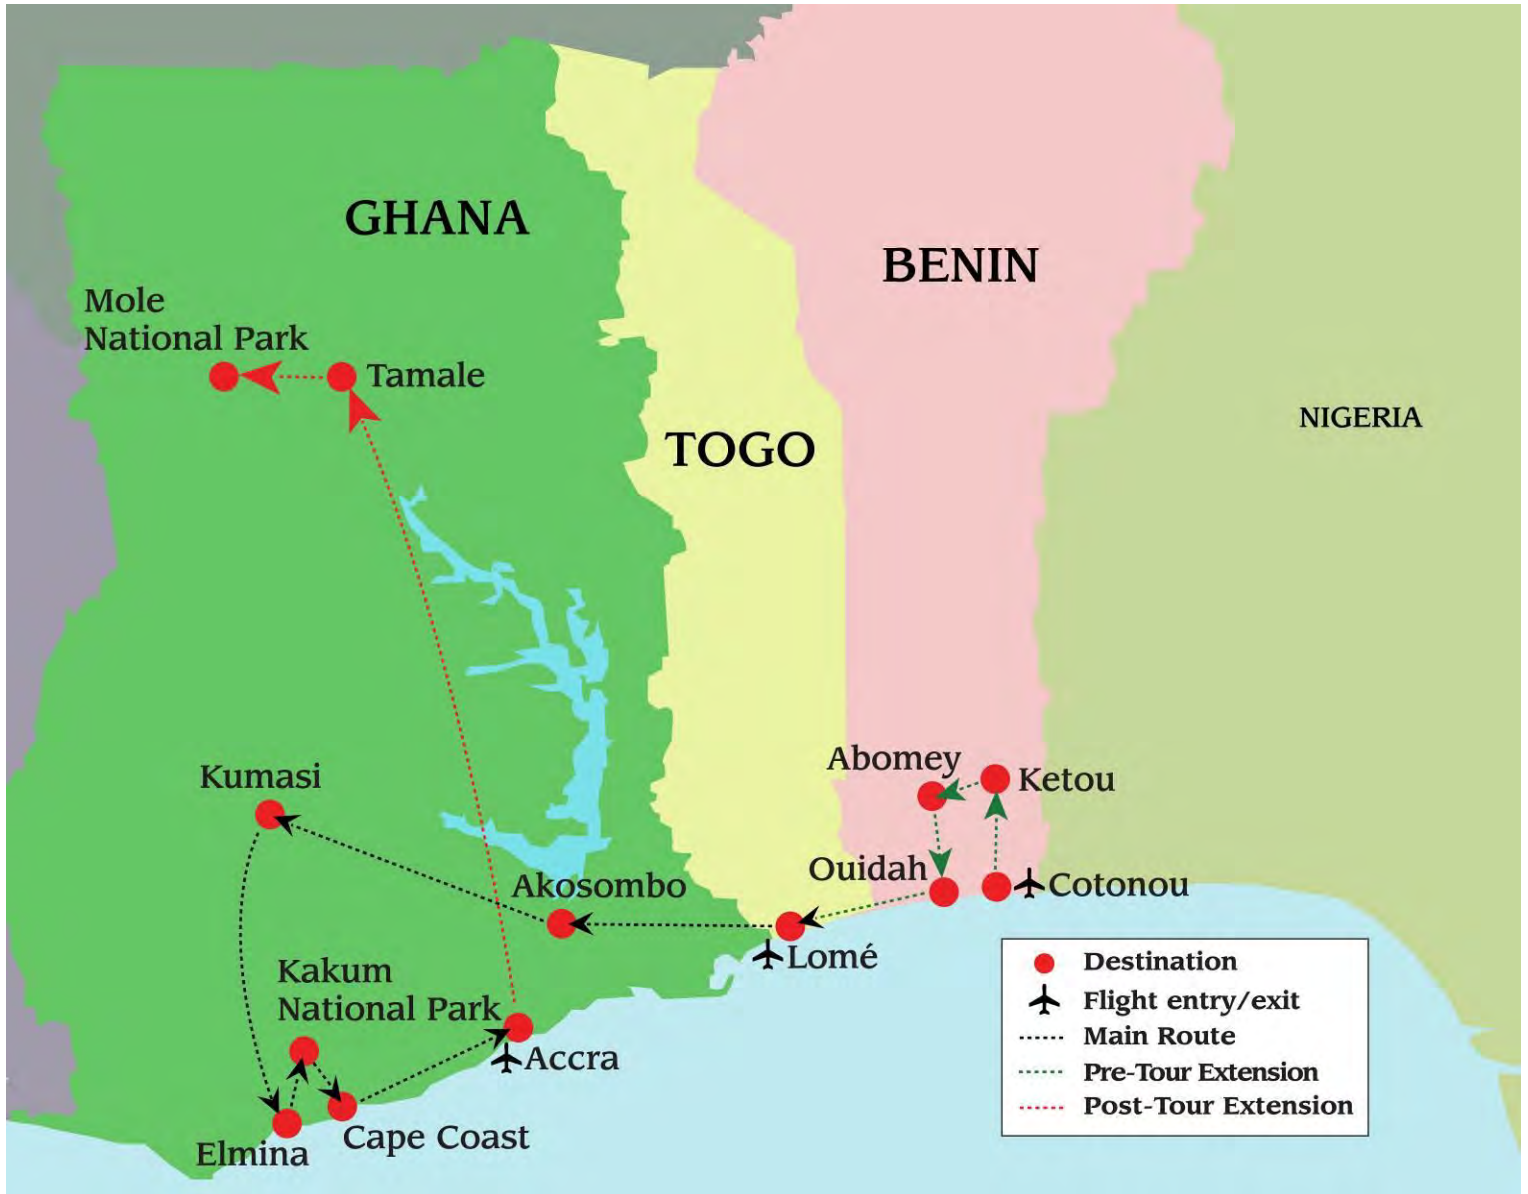 GHANA
BENIN
Mole
National Park
Tamale
NIGERIA
TOGO
Abomey
Kumasi
Ketou
Ouidah
Akosombo
Cotonou
Lomé
Kakum
National Park
Accra
Cape Coast
Elmina
Destination
Flight entry/exit
Main Route
Pre-Tour Extension
Post-Tour Extension